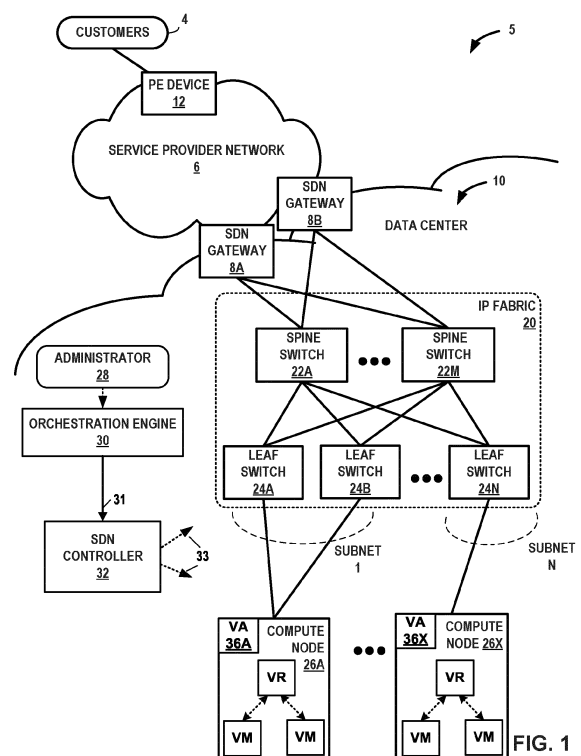 CUSTOMERS
4
5
PE DEVICE
12
SERVICE PROVIDER NETWORK
6
SDN
GATEWAY
8B
10
DATA CENTER
SDN
GATEWAY
8A
IP FABRIC
20
SPINE
SWITCH
22A
SPINE
SWITCH
22M
ADMINISTRATOR
28
ORCHESTRATION ENGINE
30
LEAF
SWITCH
24A
LEAF
SWITCH
24B
LEAF
SWITCH
24N
31
SDN
CONTROLLER
32
33
SUBNET
1
SUBNET
N
VA
36A
COMPUTE
NODE
26A
VR
VM
VM
VA
36X
COMPUTE
NODE 26X
VR
VM
VM
FIG. 1